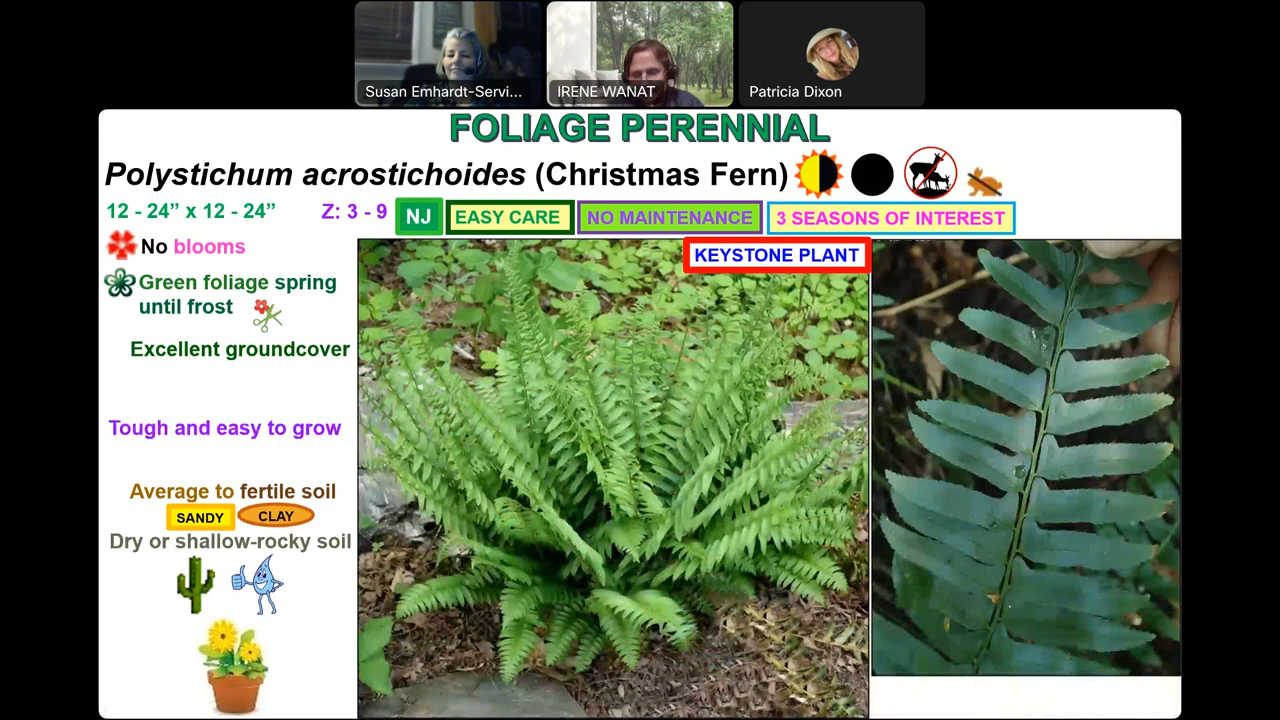 Susan Emhardt-Servi...
IRENE WANAT
Patricia Dixon
FOLIAGE PERENNIAL
Polystichum acrostichoides (Christmas Fern)
12 - 24” x 12 - 24”
Z: 3 - 9
NJ
EASY CARE
NO MAINTENANCE
3 SEASONS OF INTEREST
No blooms
KEYSTONE PLANT
Green foliage spring
until frost
Excellent groundcover
Tough and easy to grow
Average to fertile soil
SANDY
CLAY
Dry or shallow-rocky soil